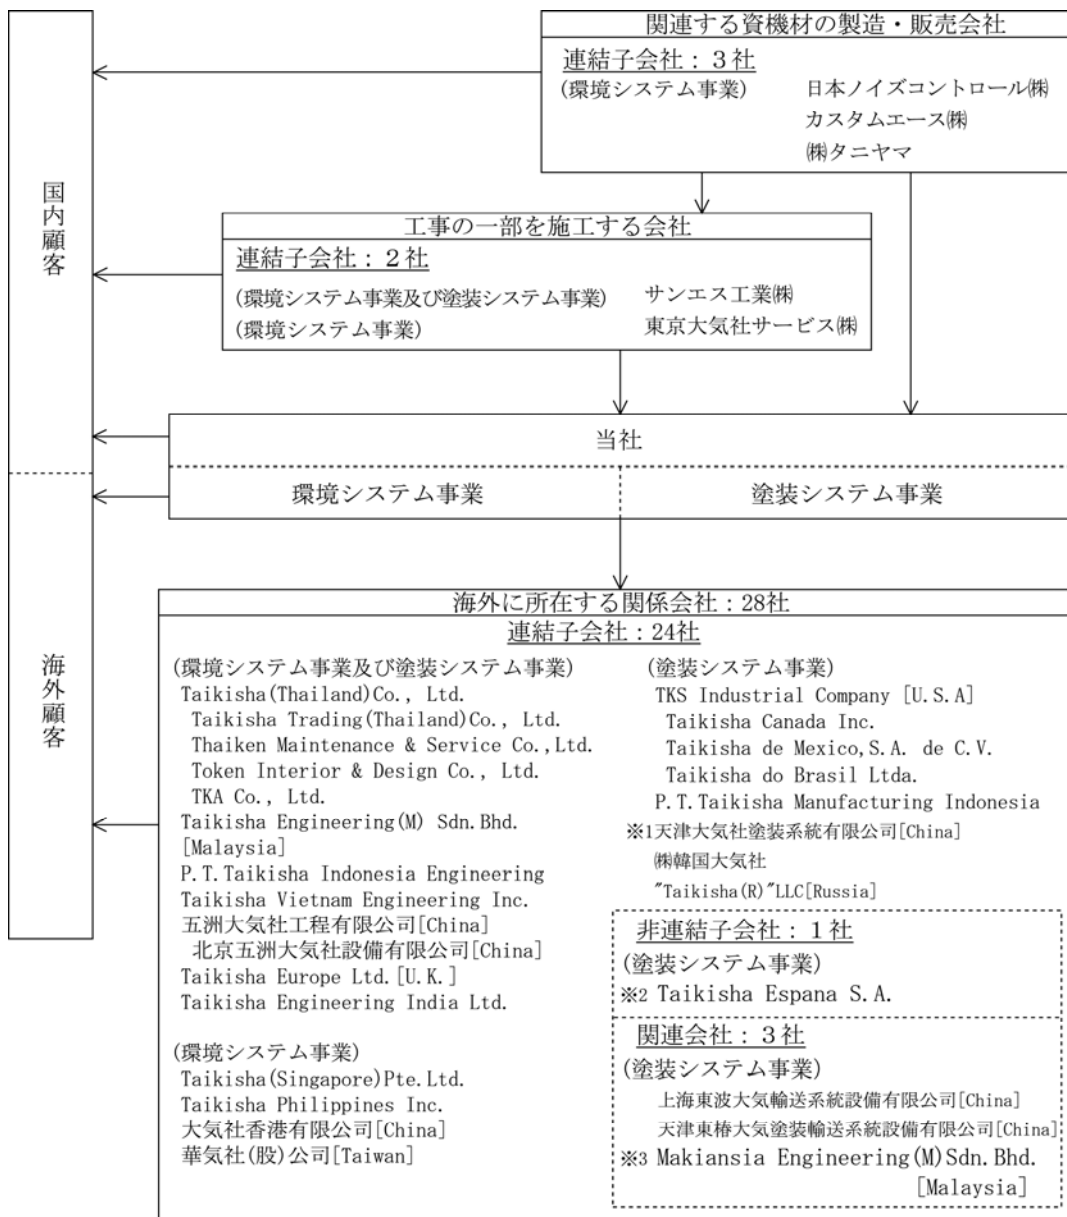 関連する資機材の製造・販売会社
連結子会社：３社
(環境システム事業)
日本ノイズコントロール㈱
カスタムエース㈱
㈱タニヤマ
国内顧客
工事の一部を施工する会社
連結子会社：２社
(環境システム事業及び塗装システム事業)
サンエス工業㈱
(環境システム事業)
東京大気社サービス㈱
当社
環境システム事業
塗装システム事業
海外顧客
海外に所在する関係会社：28社
連結子会社：24社
(環境システム事業及び塗装システム事業)
Taikisha(Thailand)Co., Ltd.
Taikisha Trading(Thailand)Co., Ltd.
Thaiken Maintenance & Service Co.,Ltd.
Token Interior & Design Co., Ltd.
TKA Co., Ltd.
Taikisha Engineering(M) Sdn.Bhd.
[Malaysia]
P.T.Taikisha Indonesia Engineering
Taikisha Vietnam Engineering Inc.
五洲大気社工程有限公司[China]
北京五洲大気社設備有限公司[China]
Taikisha Europe Ltd.[U.K.]
Taikisha Engineering India Ltd.
(環境システム事業)
Taikisha(Singapore)Pte.Ltd.
Taikisha Philippines Inc.
大気社香港有限公司[China]
華気社(股)公司[Taiwan]
(塗装システム事業)
TKS Industrial Company [U.S.A]
Taikisha Canada Inc.
Taikisha de Mexico,S.A. de C.V.
Taikisha do Brasil Ltda.
P.T.Taikisha Manufacturing Indonesia
※1天津大気社塗装系統有限公司[China]
㈱韓国大気社
"Taikisha(R)"LLC[Russia]
非連結子会社：１社
(塗装システム事業)
※2 Taikisha Espana S.A.
関連会社：３社
(塗装システム事業)
上海東波大気輸送系統設備有限公司[China]
天津東椿大気塗装輸送系統設備有限公司[China]
※3 Makiansia Engineering(M)Sdn.Bhd.
[Malaysia]